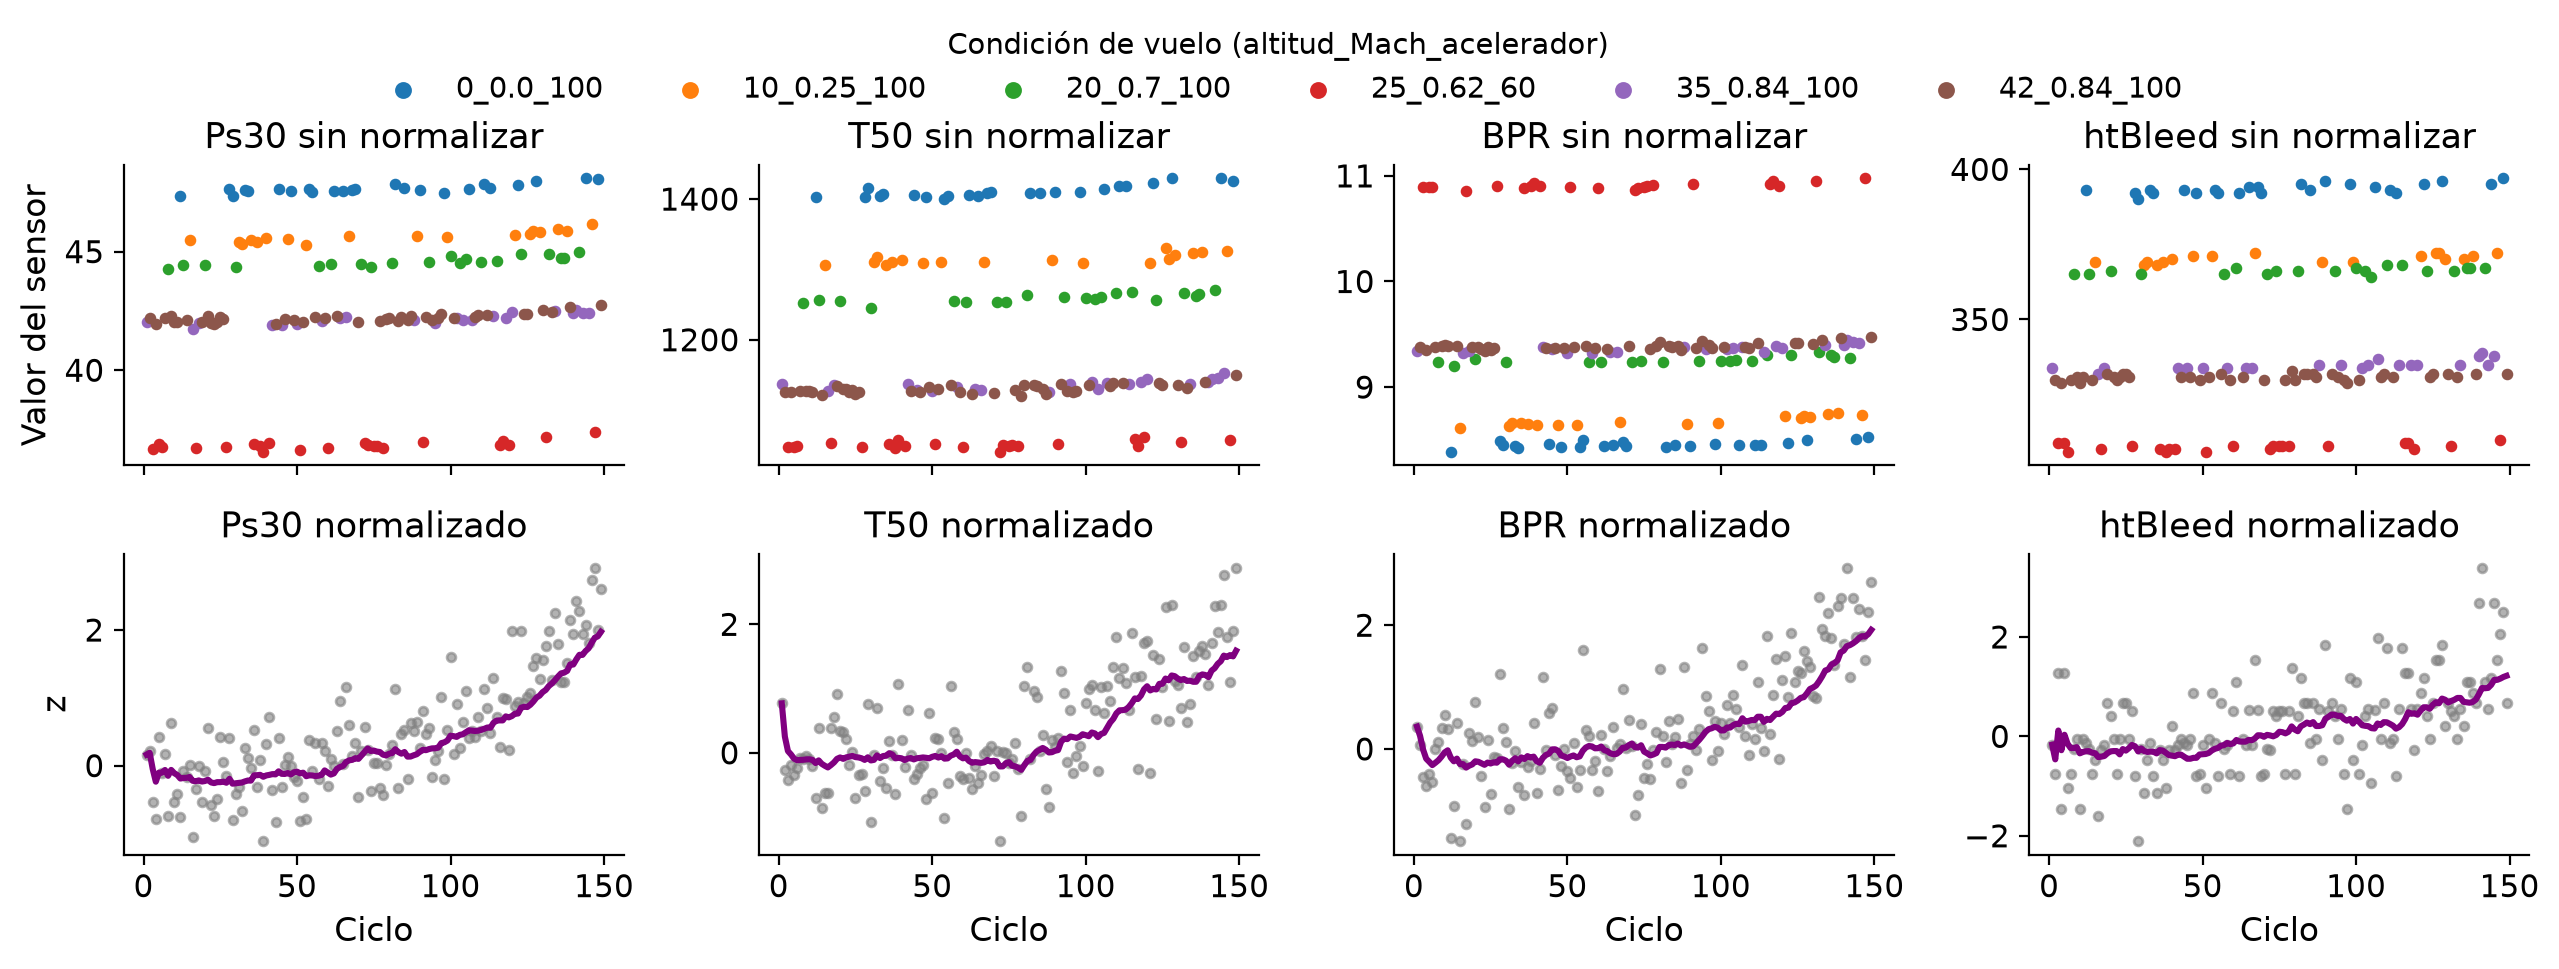 Condición de vuelo (altitud_Mach_acelerador)
0_0.0_100 10_0.25_100 20_0.7_100 25_0.62_60 35_0.84_100 42_0.84_100
Ps30 sin normalizar
Valor del sensor
45
40
T50 sin normalizar
1400
1200
BPR sin normalizar
11
10
9
htBleed sin normalizar
400
350
Ps30 normalizado
z
2
0
0 50 100 150
Ciclo
T50 normalizado
2
0
0 50 100 150
Ciclo
BPR normalizado
2
0
0 50 100 150
Ciclo
htBleed normalizado
2
0
−2
0 50 100 150
Ciclo